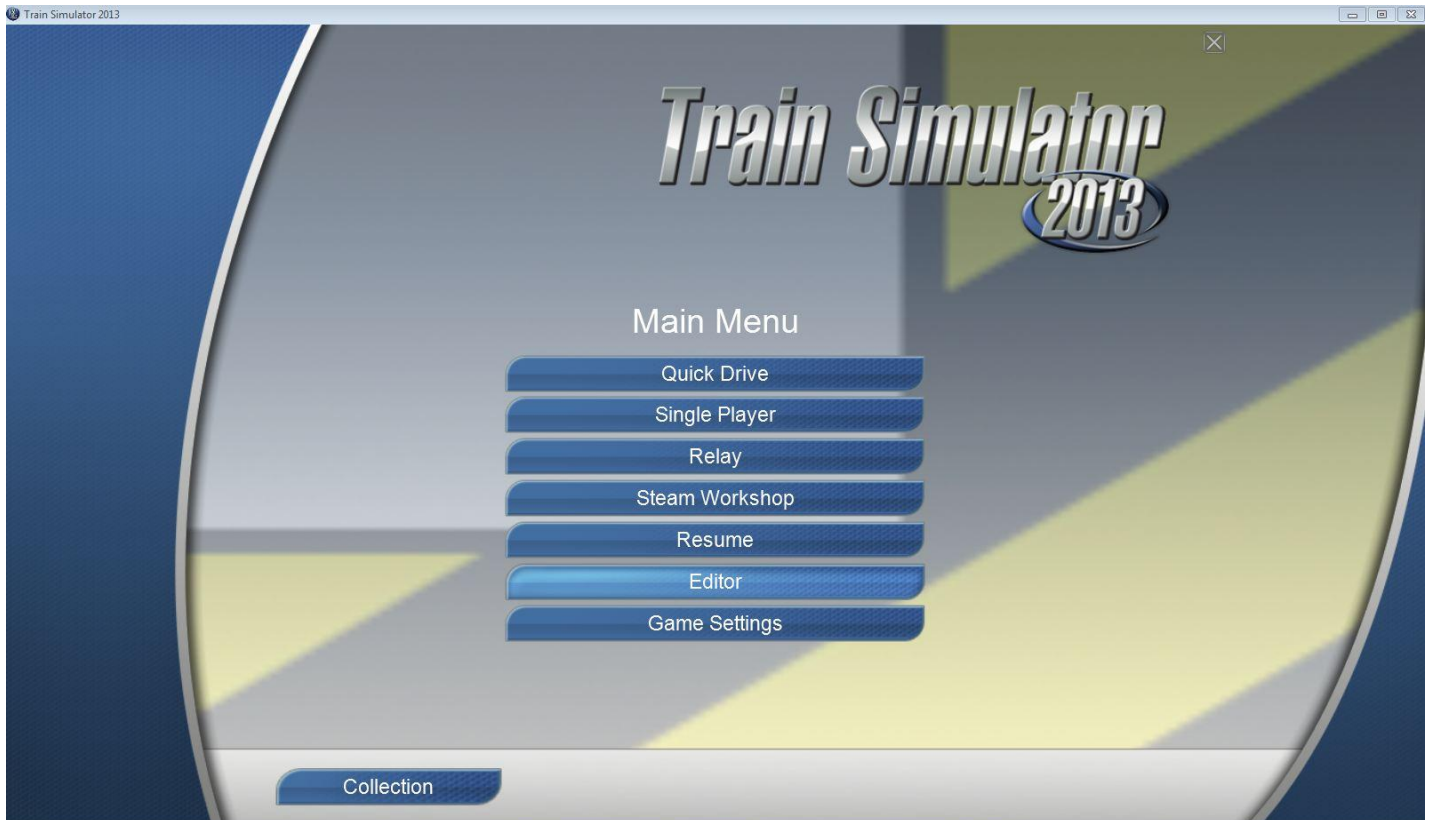 Train Simulator 2013
Train Simulator
2013
Main Menu
Quick Drive
Single Player
Relay
Steam Workshop
Resume
Editor
Game Settings
Collection